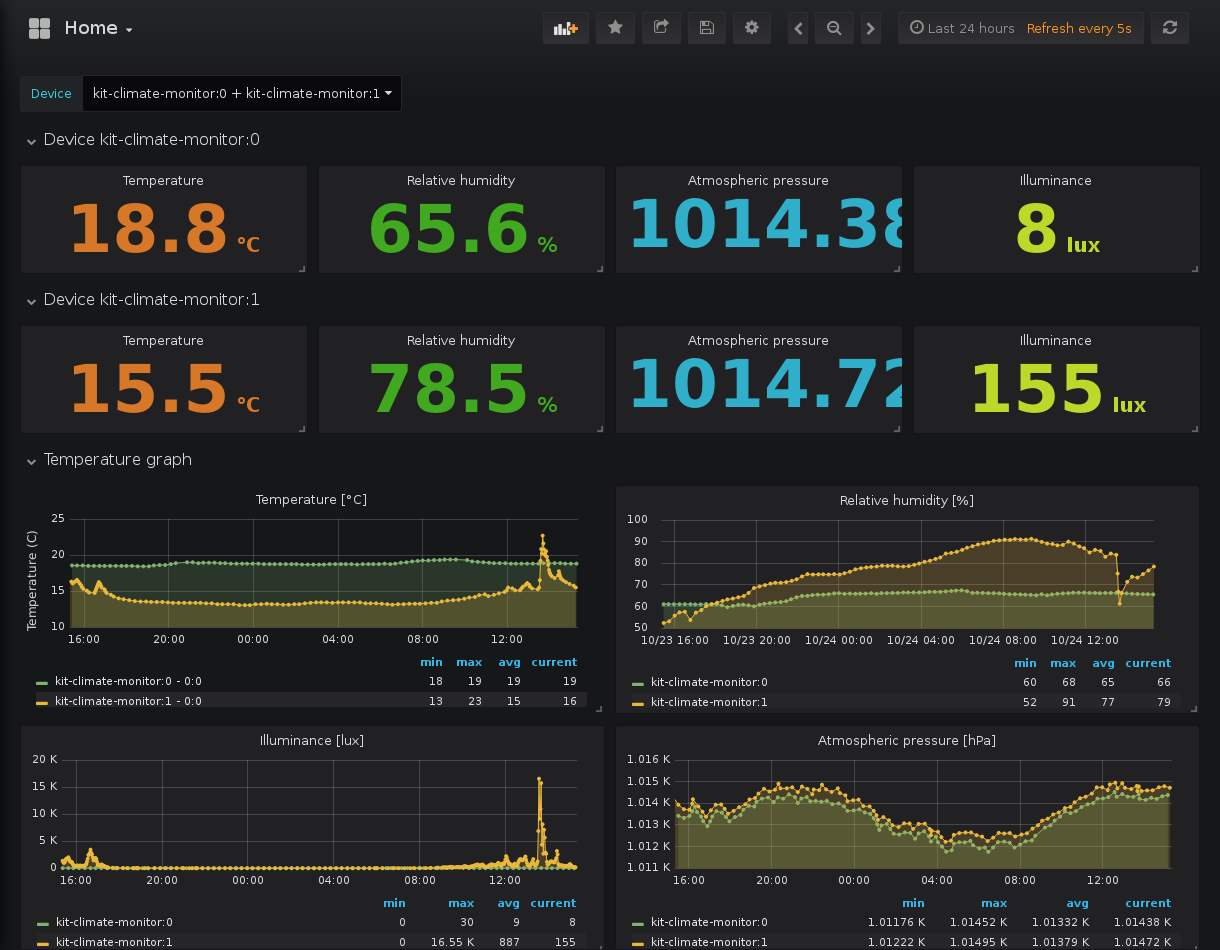 Home
Last 24 hours Refresh every 5s
Device kit-climate-monitor:0 + kit-climate-monitor:1
Device kit-climate-monitor:0
Temperature Relative humidity Atmospheric pressure Illuminance
18.8 °C 65.6 % 1014.38 8 lux
Device kit-climate-monitor:1
Temperature Relative humidity Atmospheric pressure Illuminance
15.5 °C 78.5 % 1014.72 155 lux
Temperature graph
Temperature [°C]
Temperature (C)
25
20
15
10
16:00 20:00 00:00 04:00 08:00 12:00
min max avg current
kit-climate-monitor:0 - 0:0 18 19 19 19
kit-climate-monitor:1 - 0:0 13 23 15 16
Relative humidity [%]
100
90
80
70
60
50
10/23 16:00 10/23 20:00 10/24 00:00 10/24 04:00 10/24 08:00 10/24 12:00
min max avg current
kit-climate-monitor:0 60 68 65 66
kit-climate-monitor:1 52 91 77 79
Illuminance [lux]
20 K
15 K
10 K
5 K
0
16:00 20:00 00:00 04:00 08:00 12:00
min max avg current
kit-climate-monitor:0 0 30 9 8
kit-climate-monitor:1 0 16.55 K 887 155
Atmospheric pressure [hPa]
1.016 K
1.015 K
1.014 K
1.013 K
1.012 K
1.011 K
16:00 20:00 00:00 04:00 08:00 12:00
min max avg current
kit-climate-monitor:0 1.01176 K 1.01452 K 1.01332 K 1.01438 K
kit-climate-monitor:1 1.01222 K 1.01495 K 1.01379 K 1.01472 K